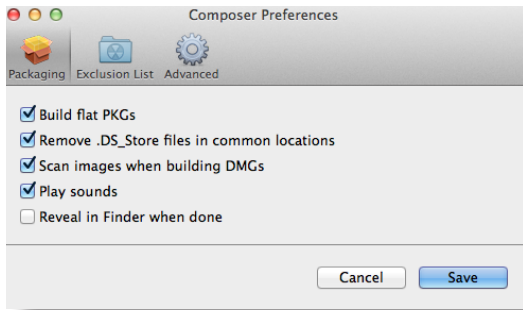 Composer Preferences
Packaging Exclusion List Advanced
Build flat PKGs
Remove .DS_Store files in common locations
Scan images when building DMGs
Play sounds
Reveal in Finder when done
Cancel Save